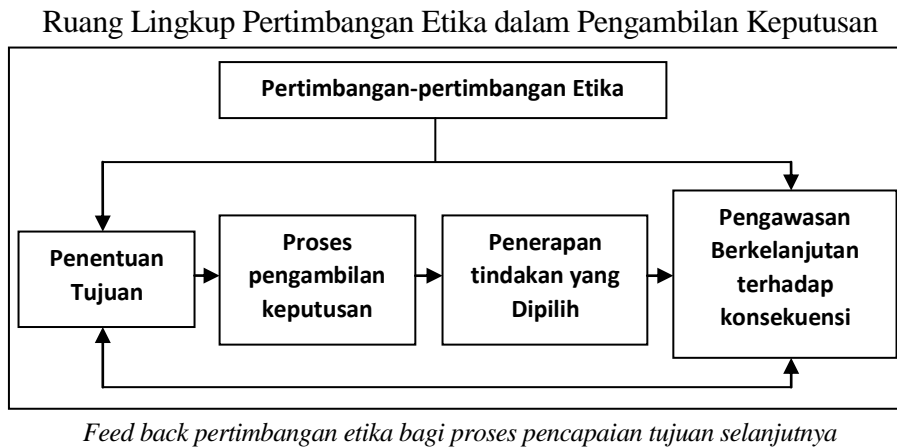 Ruang Lingkup Pertimbangan Etika dalam Pengambilan Keputusan
Pertimbangan-pertimbangan Etika
Penentuan
Tujuan
Proses
pengambilan
keputusan
Penerapan
tindakan yang
Dipilih
Pengawasan
Berkelanjutan
terhadap
konsekuensi
Feed back pertimbangan etika bagi proses pencapaian tujuan selanjutnya